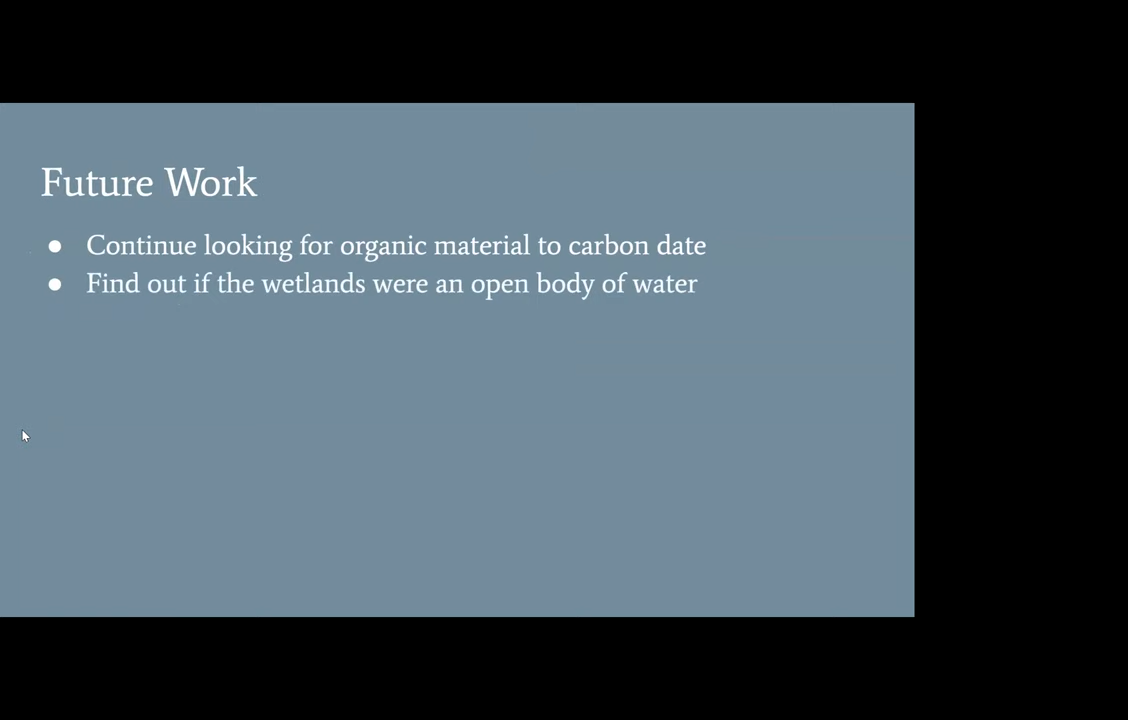 Future Work
● Continue looking for organic material to carbon date
● Find out if the wetlands were an open body of water